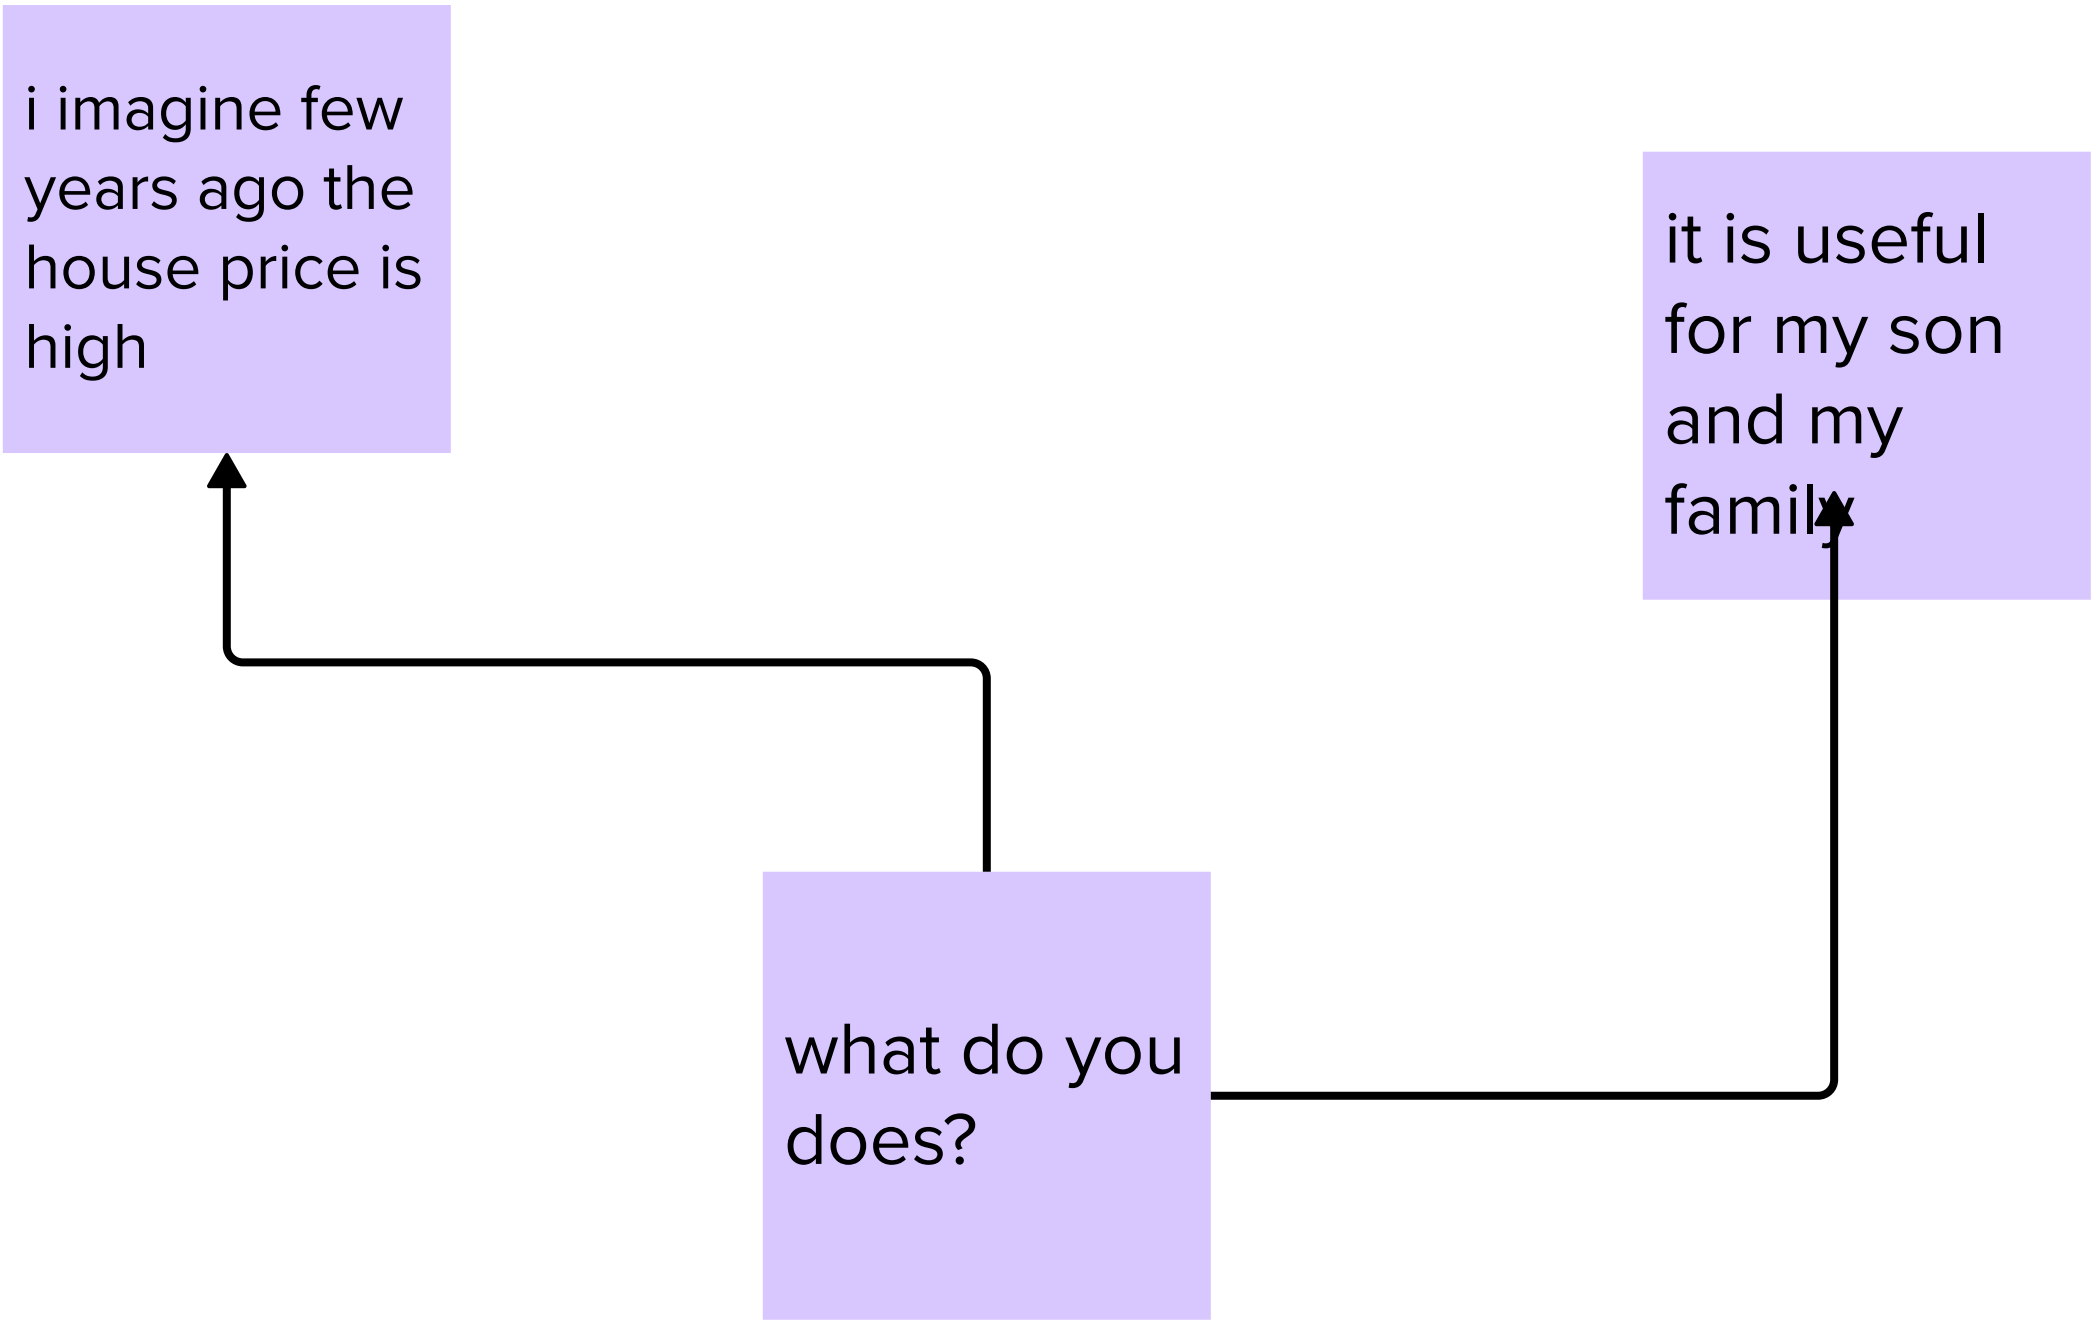 i imagine few
years ago the
house price is
high
it is useful
for my son
and my
family
what do you
does?